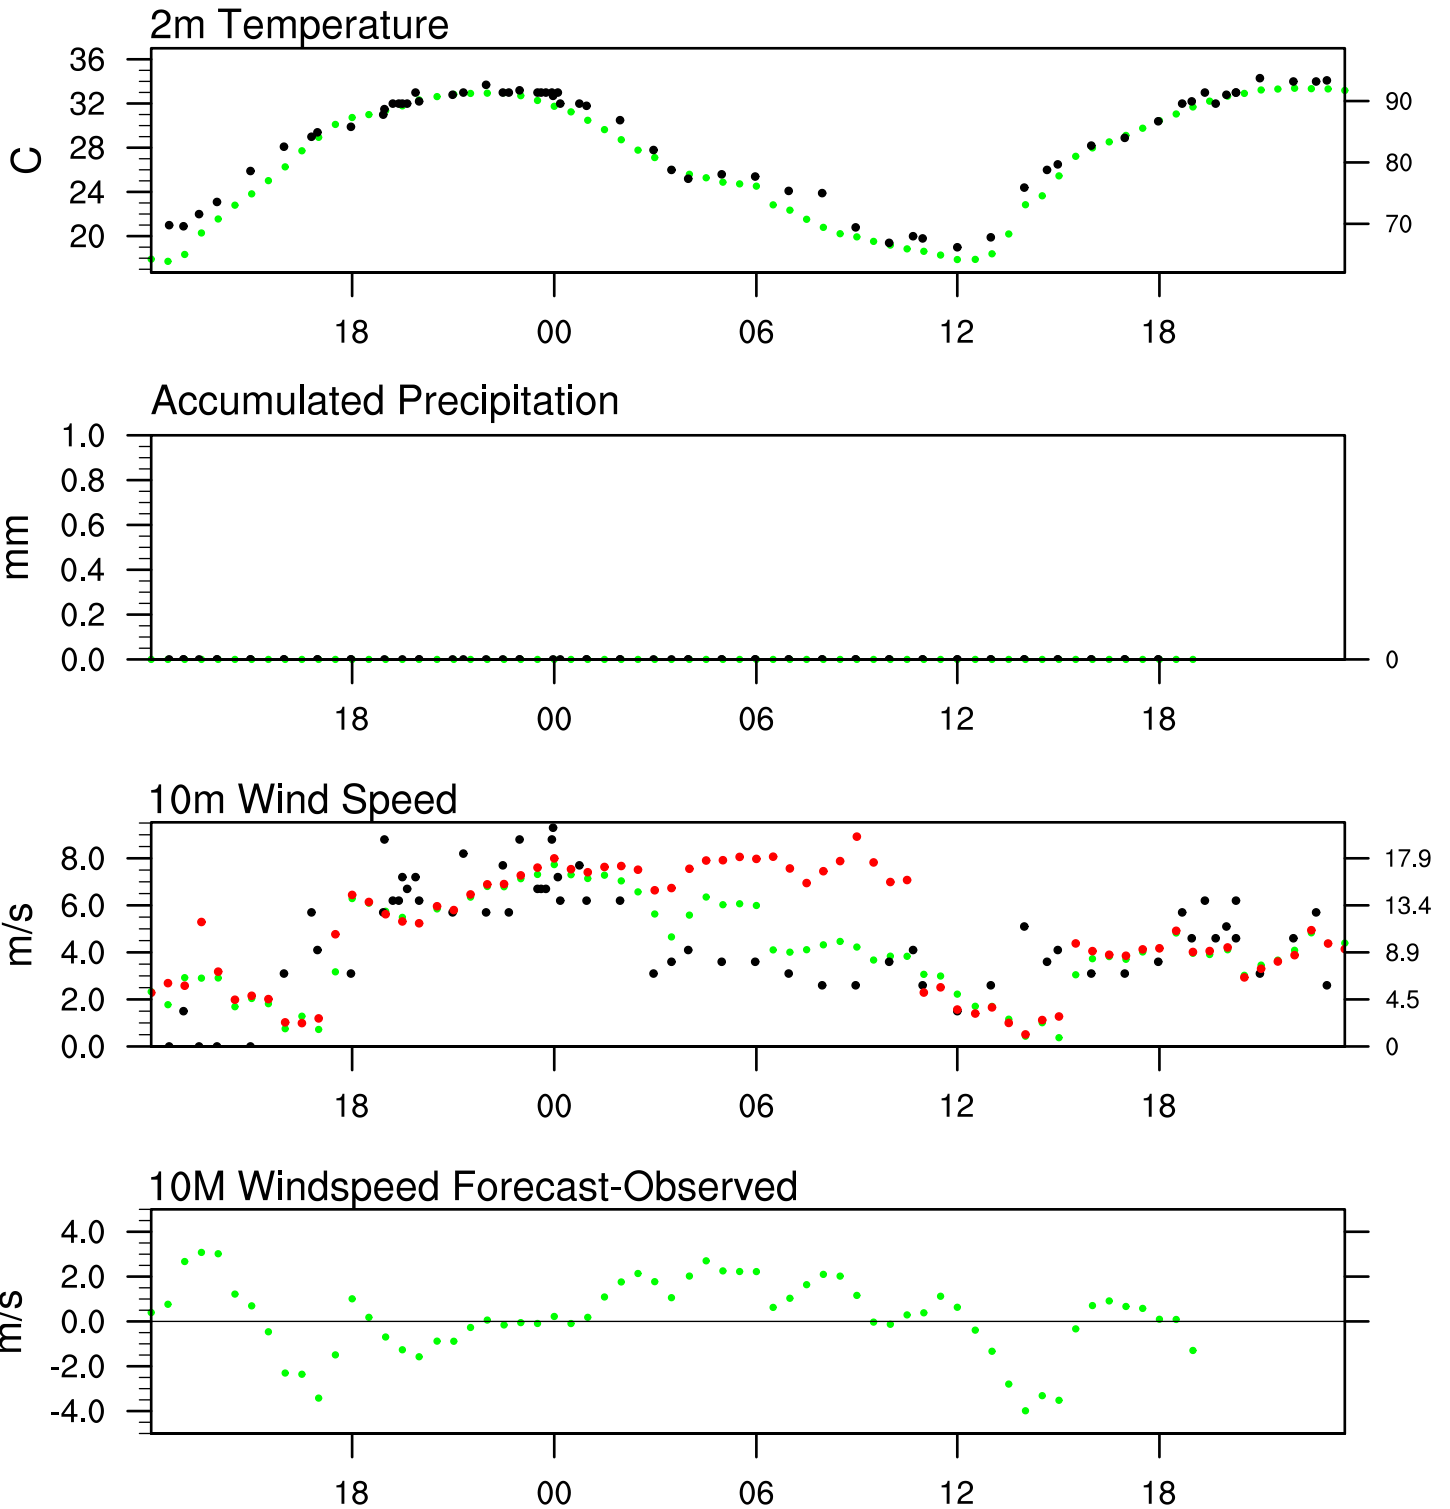 2m Temperature
36
32
28
24
20
C
90
80
70
18 00 06 12 18
Accumulated Precipitation
1.0
0.8
0.6
0.4
0.2
0.0
mm
0
18 00 06 12 18
10m Wind Speed
8.0
6.0
4.0
2.0
0.0
m/s
17.9
13.4
8.9
4.5
0
18 00 06 12 18
10M Windspeed Forecast-Observed
4.0
2.0
0.0
-2.0
-4.0
m/s
18 00 06 12 18